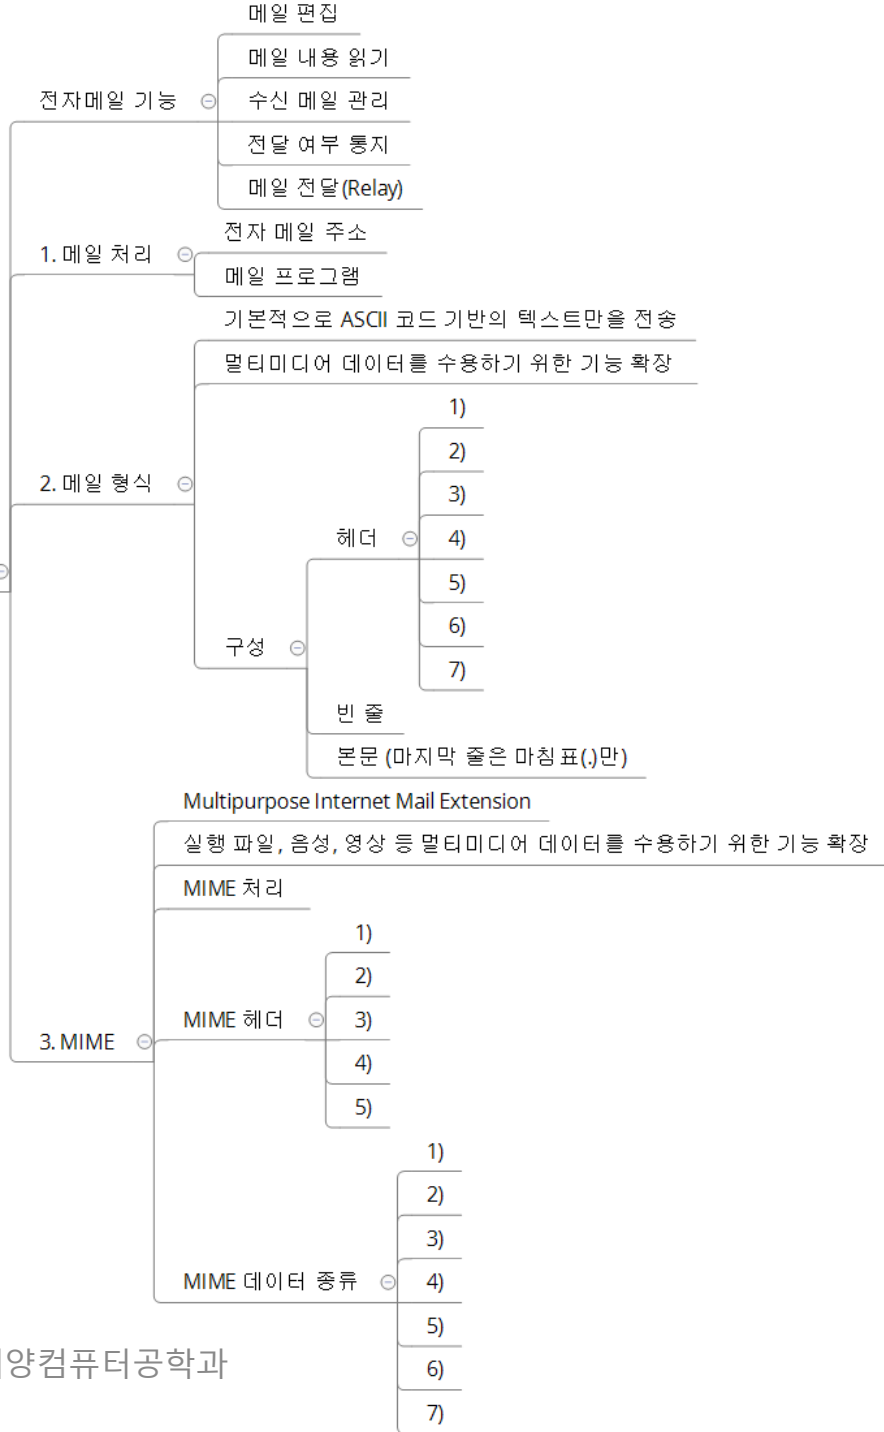 메일 편집
메일 내용 읽기
전자메일 기능
수신 메일 관리
전달 여부 통지
메일 전달(Relay)
전자 메일 주소
1. 메일 처리
메일 프로그램
기본적으로 ASCII 코드 기반의 텍스트만을 전송
멀티미디어 데이터를 수용하기 위한 기능 확장
1)
2)
2. 메일 형식
3)
헤더
4)
5)
6)
구성
7)
빈 줄
본문 (마지막 줄은 마침표(.)만)
Multipurpose Internet Mail Extension
실행 파일, 음성, 영상 등 멀티미디어 데이터를 수용하기 위한 기능 확장
MIME 처리
1)
2)
MIME 헤더
3)
3. MIME
4)
5)
1)
2)
3)
MIME 데이터 종류
4)
5)
양컴퓨터공학과
6)
7)